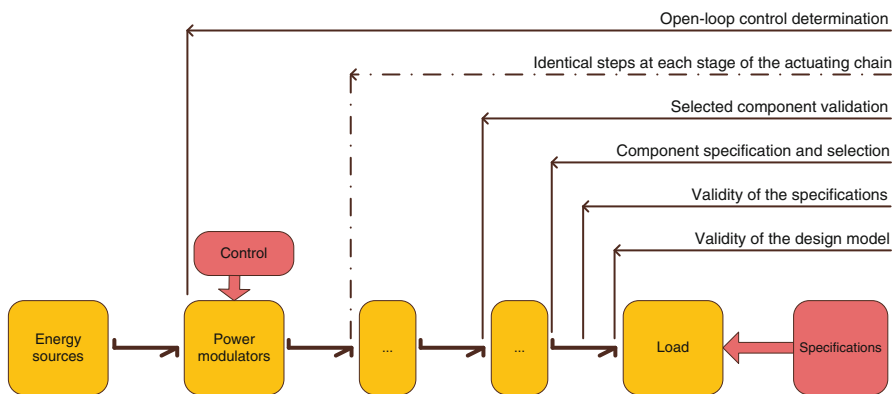 Open-loop control determination
Identical steps at each stage of the actuating chain
Selected component validation
Component specification and selection
Validity of the specifications
Validity of the design model
Control
Energy
sources
Power
modulators
...
...
Load
Specifications